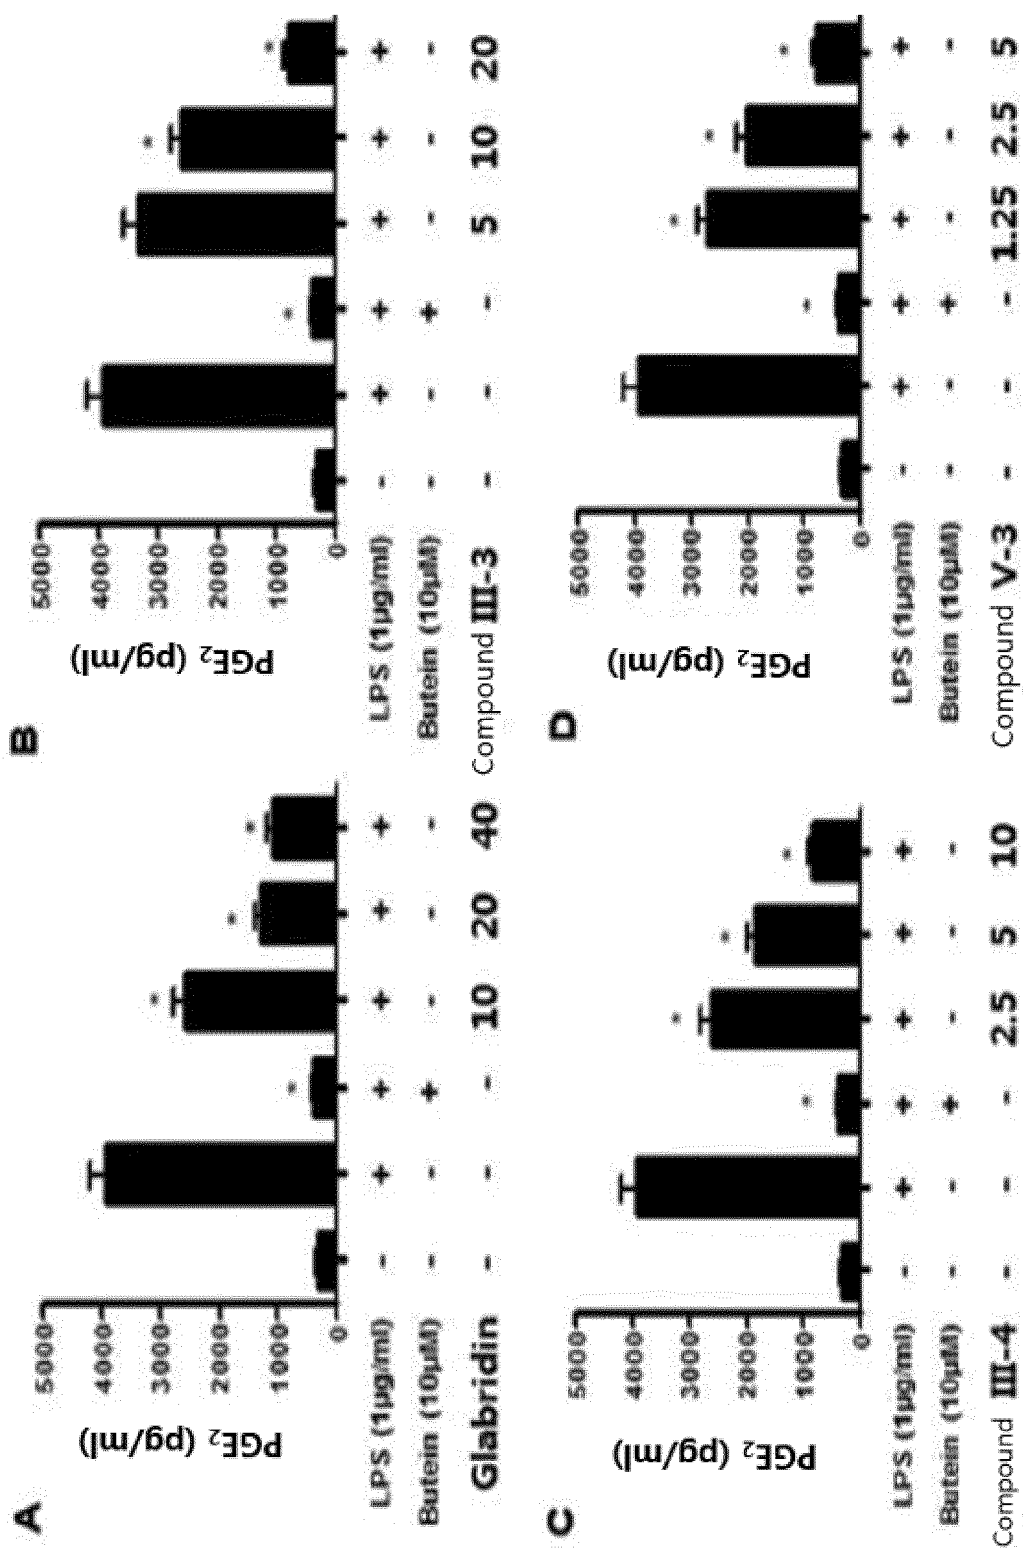 A
PGE₂ (pg/ml)
5000
4000
3000
2000
1000
0
LPS (1μg/ml) - + + + + +
Butein (10μM) - - + - - -
Glabridin - - - 10 20 40
B
PGE₂ (pg/ml)
5000
4000
3000
2000
1000
0
LPS (1μg/ml) - + + + + +
Butein (10μM) - - + - - -
Compound III-3 - - - 5 10 20
C
PGE₂ (pg/ml)
5000
4000
3000
2000
1000
0
LPS (1μg/ml) - + + + + +
Butein (10μM) - - + - - -
Compound III-4 - - - 2.5 5 10
D
PGE₂ (pg/ml)
5000
4000
3000
2000
1000
0
LPS (1μg/ml) - + + + + +
Butein (10μM) - - + - - -
Compound V-3 - - - 1.25 2.5 5